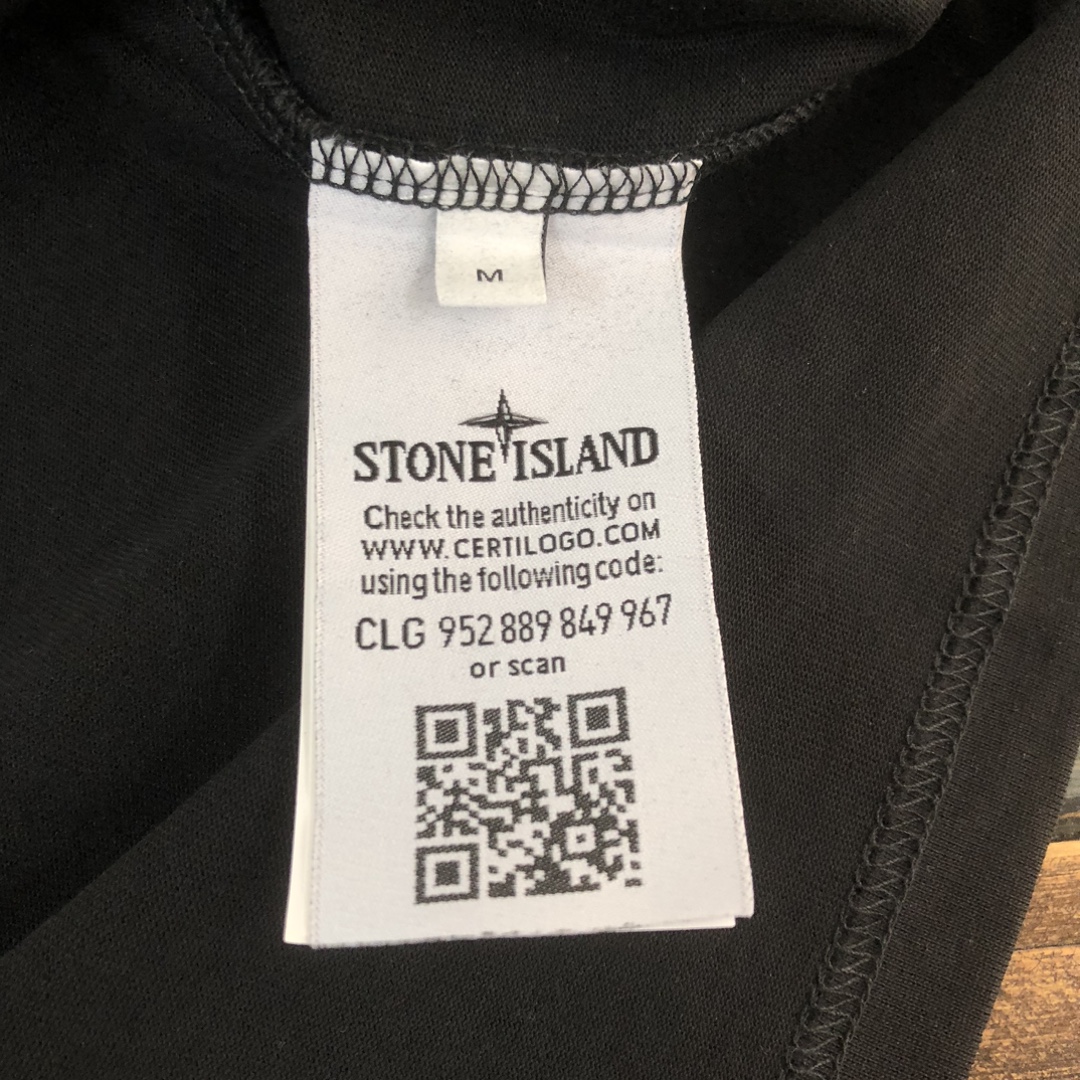 M
STONE ISLAND
Check the authenticity on
WWW.CERTILOGO.COM
using the following code:
CLG 952 889 849 967
or scan